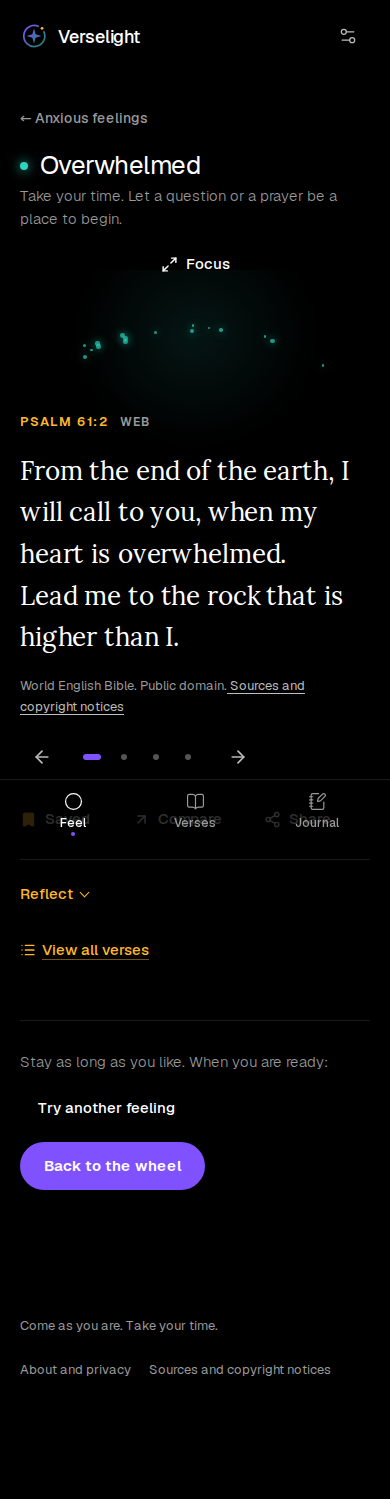 Verselight
← Anxious feelings
Overwhelmed
Take your time. Let a question or a prayer be a
place to begin.
Focus
PSALM 61:2 WEB
From the end of the earth, I
will call to you, when my
heart is overwhelmed.
Lead me to the rock that is
higher than I.
World English Bible. Public domain. Sources and
copyright notices
Saved Compare Share
Feel Verses Journal
Reflect
View all verses
Stay as long as you like. When you are ready:
Try another feeling
Back to the wheel
Come as you are. Take your time.
About and privacy Sources and copyright notices